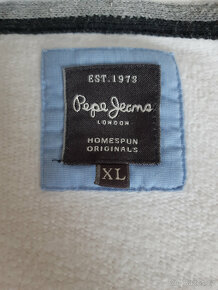 EST.1973
Pepe Jeans
LONDON
HOMESPUN
ORIGINALS
XL